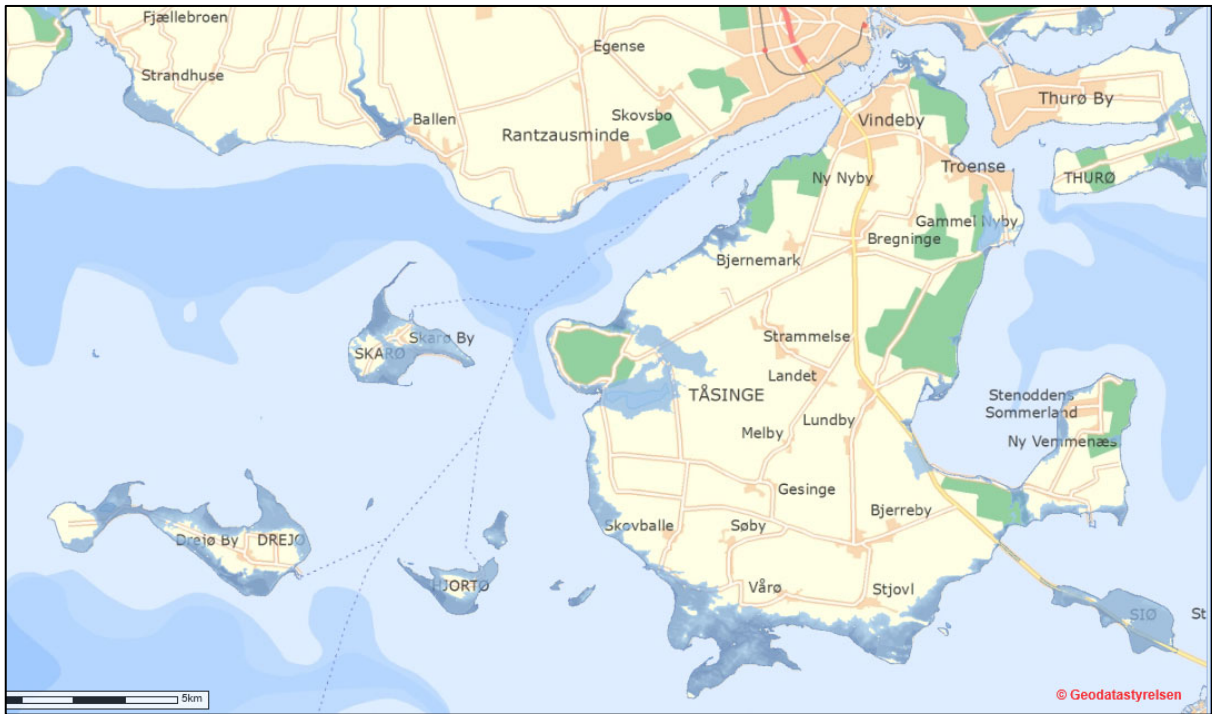 Fjællebroen
Egense
Strandhuse
Thurø By
Skovsbo
Ballen
Vindeby
Rantzausminde
Troense
Ny Nyby
THURØ
Gammel Nyby
Bregninge
Bjernemark
Skarø By
Strammelse
SKARØ
Landet
TÅSINGE
Stenoddens
Sommerland
Lundby
Melby
Ny Vemmenæs
Gesinge
Bjerreby
Skovballe
Søby
Drejø By
DREJØ
HJORTØ
Vårø
Stjovl
SIØ
St
5km
© Geodatastyrelsen